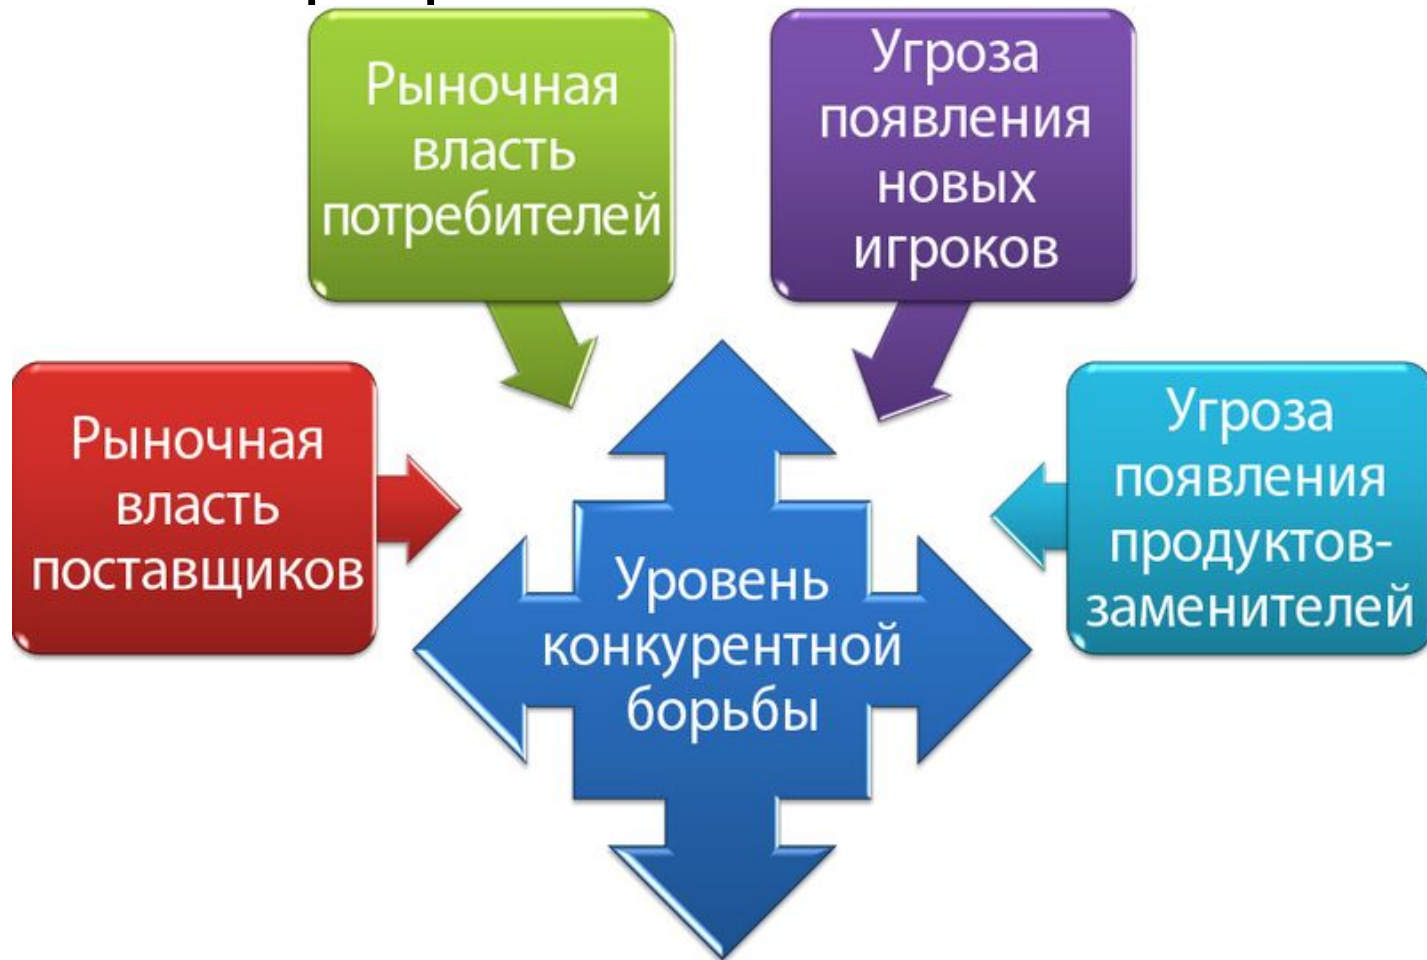 Рыночная
власть
потребителей
Угроза
появления
новых
игроков
Рыночная
власть
поставщиков
Угроза
появления
продуктов-
заменителей
Уровень
конкурентной
борьбы